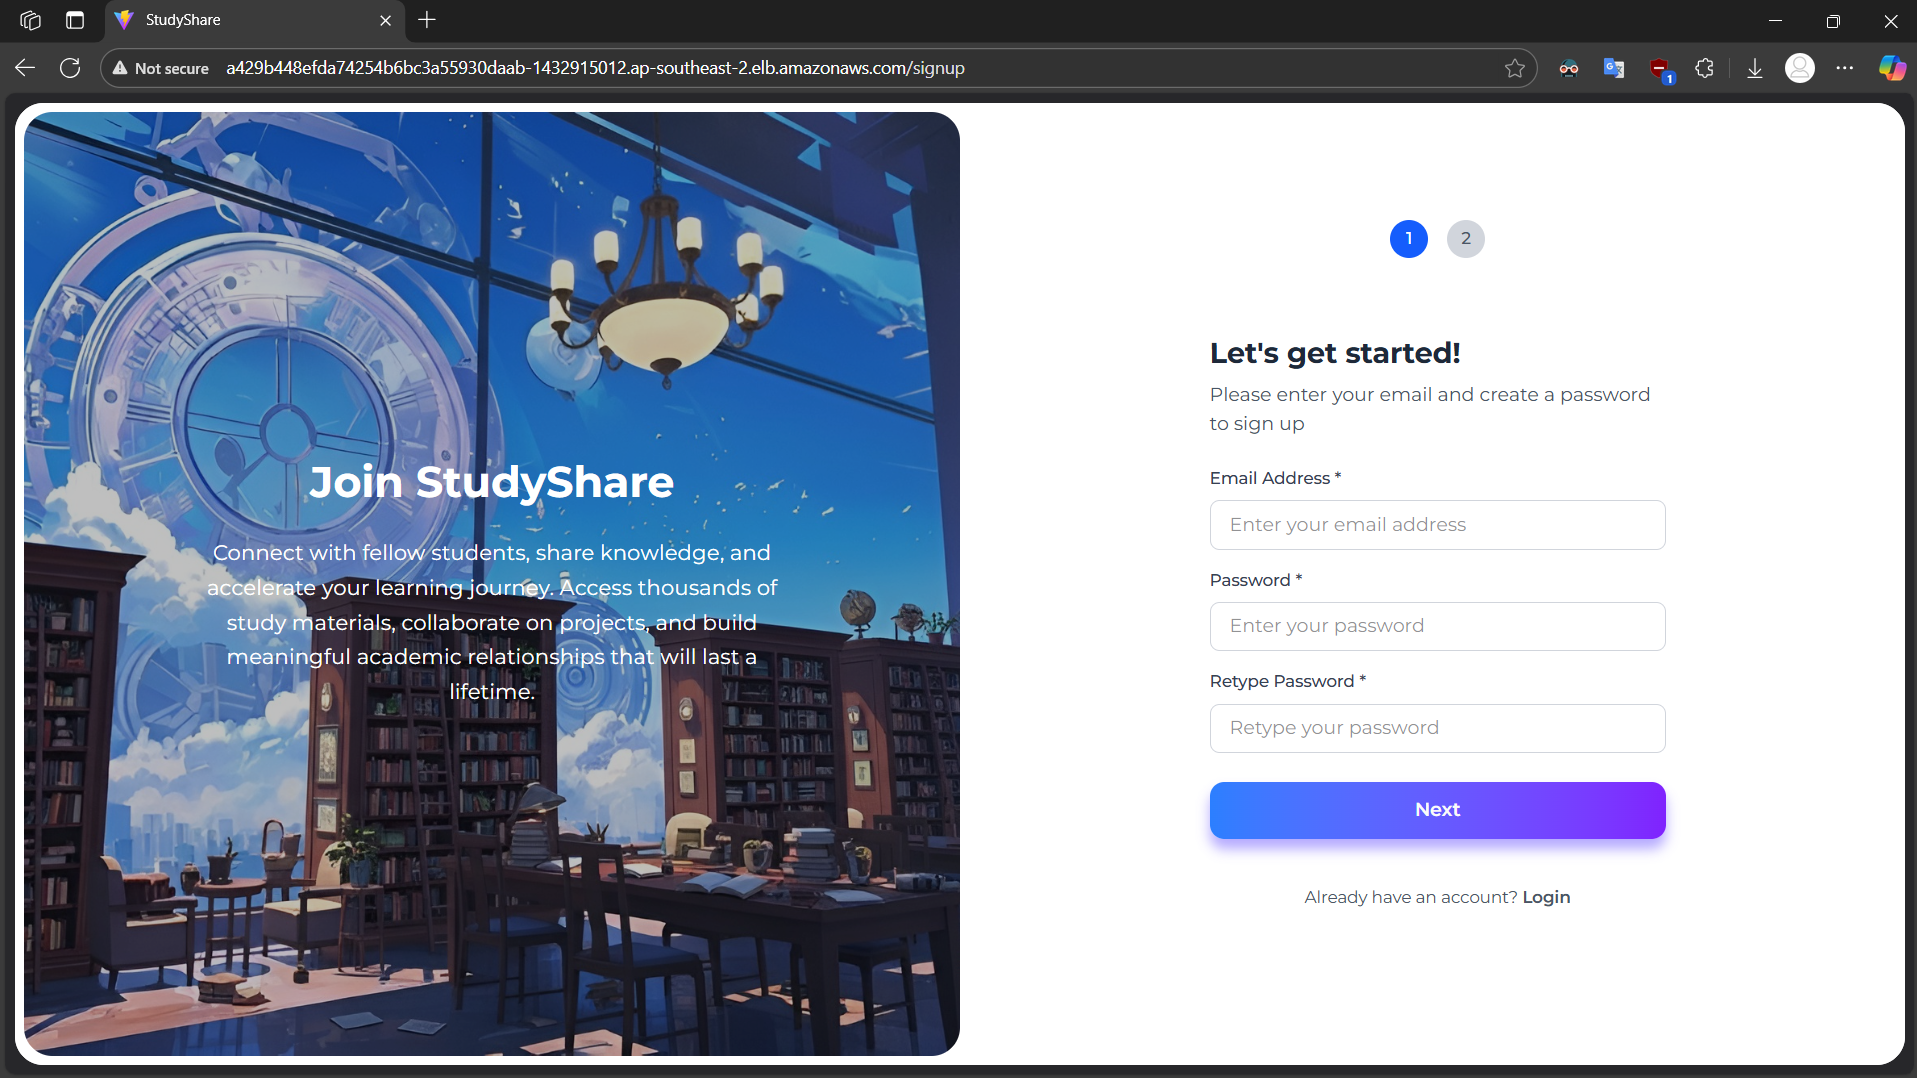 StudyShare
Not secure
a429b448efda74254b6bc3a55930daab-1432915012.ap-southeast-2.elb.amazonaws.com/signup
1
Join StudyShare
Connect with fellow students, share knowledge, and
accelerate your learning journey. Access thousands of
study materials, collaborate on projects, and build
meaningful academic relationships that will last a
lifetime.
1
2
Let's get started!
Please enter your email and create a password
to sign up
Email Address *
Enter your email address
Password *
Enter your password
Retype Password *
Retype your password
Next
Already have an account? Login